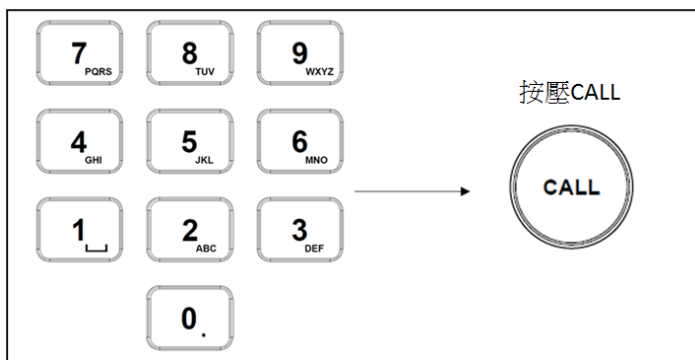 7 PQRS 8 TUV 9 WXYZ
按壓CALL
4 GHI 5 JKL 6 MNO
CALL
1 2 ABC 3 DEF
0 .